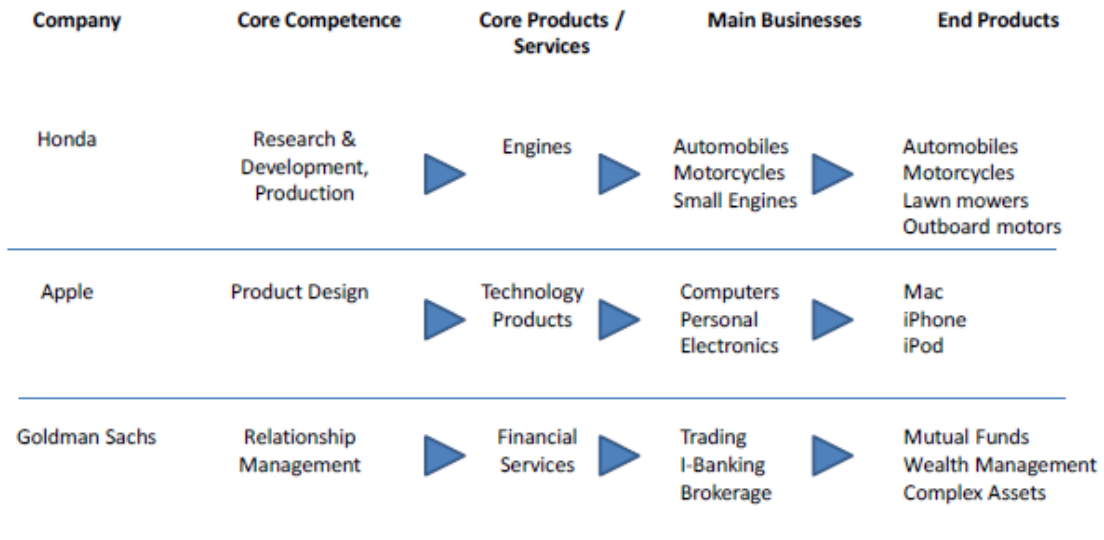 Company
Core Competence
Core Products /
Services
Main Businesses
End Products
Honda
Research &
Development,
Production
Engines
Automobiles
Motorcycles
Small Engines
Automobiles
Motorcycles
Lawn mowers
Outboard motors
Apple
Product Design
Technology
Products
Computers
Personal
Electronics
Mac
iPhone
iPod
Goldman Sachs
Relationship
Management
Financial
Services
Trading
I-Banking
Brokerage
Mutual Funds
Wealth Management
Complex Assets